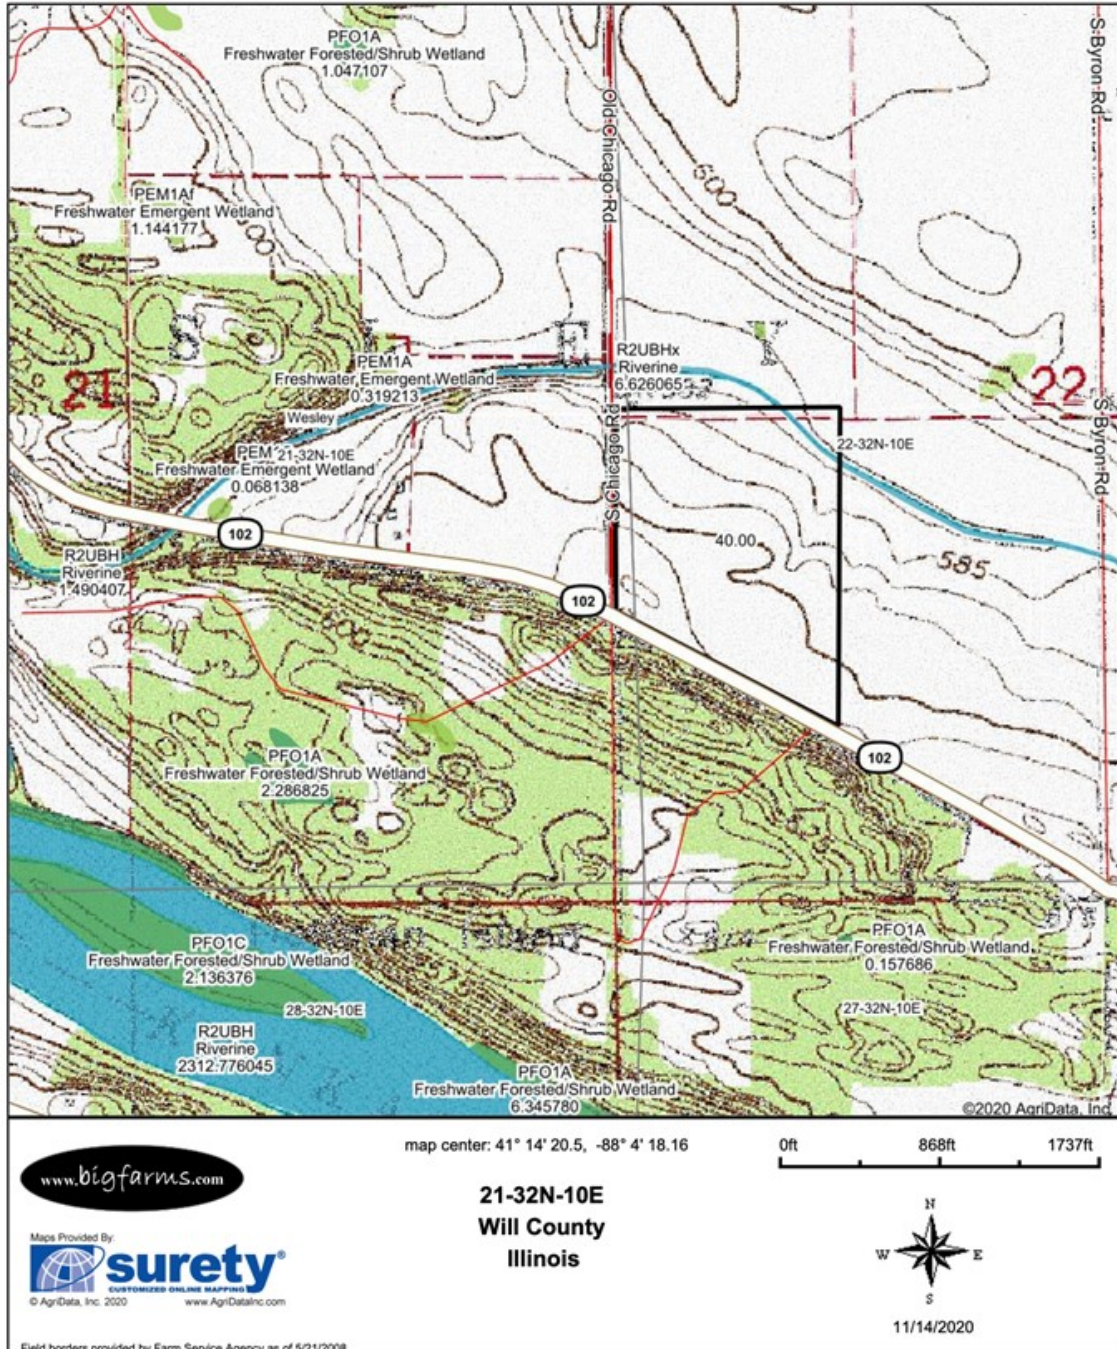 PFO1A
Freshwater Forested/Shrub Wetland
1.047107
S Byron Rd
Old Chicago Rd
600
PEM1Af
Freshwater Emergent Wetland
1.144177
R2UBHx
Riverine
6.626065
PEM1A
Freshwater Emergent Wetland
0.319213
21
22
Wesley
S Chicago Rd
S Byron Rd
22-32N-10E
PEM
21-32N-10E
Freshwater Emergent Wetland
0.068138
102
40.00
585
R2UBH
Riverine
1.490407
102
600
PFO1A
Freshwater Forested/Shrub Wetland
2.286825
102
PFO1C
Freshwater Forested/Shrub Wetland
2.136376
PFO1A
Freshwater Forested/Shrub Wetland
0.157686
28-32N-10E
27-32N-10E
R2UBH
Riverine
2312.776045
PFO1A
Freshwater Forested/Shrub Wetland
6.345780
©2020 AgriData, Inc.
map center: 41° 14' 20.5, -88° 4' 18.16
0ft 868ft 1737ft
www.bigfarms.com
21-32N-10E
Will County
Illinois
Maps Provided By:
surety®
CUSTOMIZED ONLINE MAPPING
© AgriData, Inc. 2020 www.AgriDataInc.com
N
W E
S
11/14/2020
Field borders provided by Farm Service Agency as of 5/21/2008.